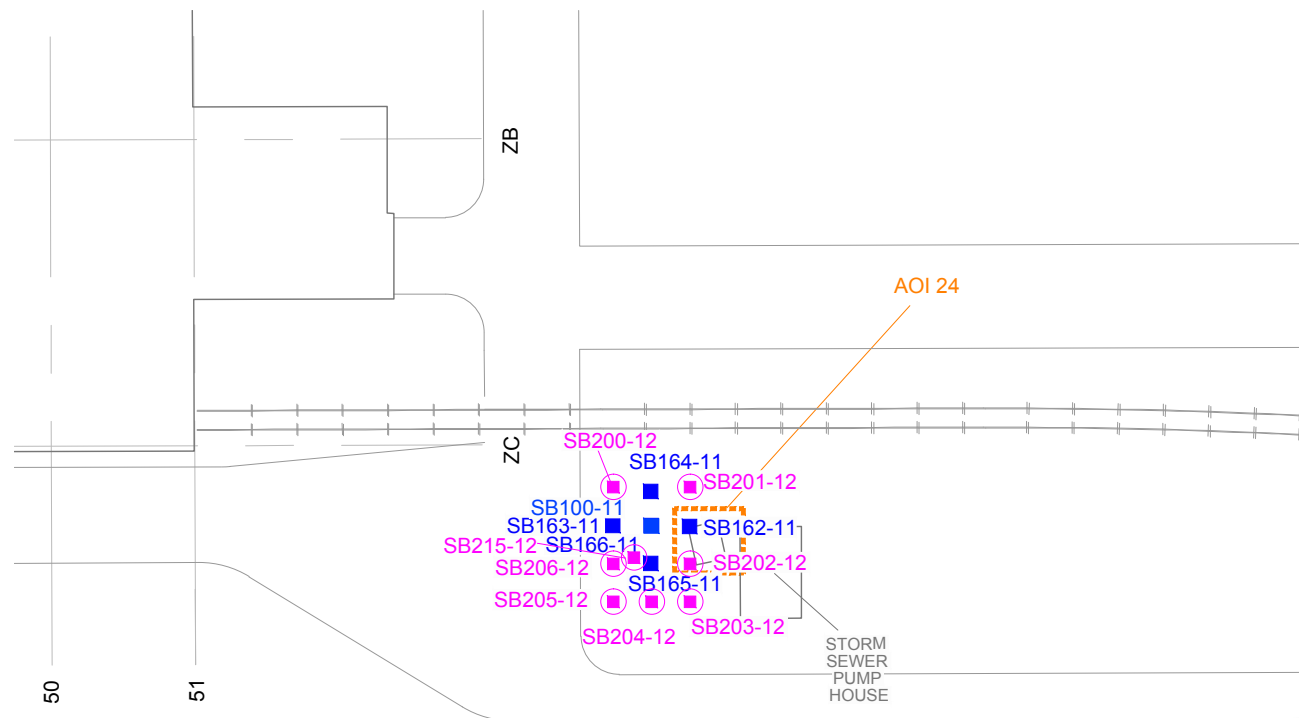 ZB
AOI 24
ZC
SB200-12
SB164-11
SB201-12
SB100-11
SB163-11
SB162-11
SB215-12
SB166-11
SB206-12
SB202-12
SB165-11
SB205-12
SB203-12
SB204-12
STORM
SEWER
PUMP
HOUSE
50
51